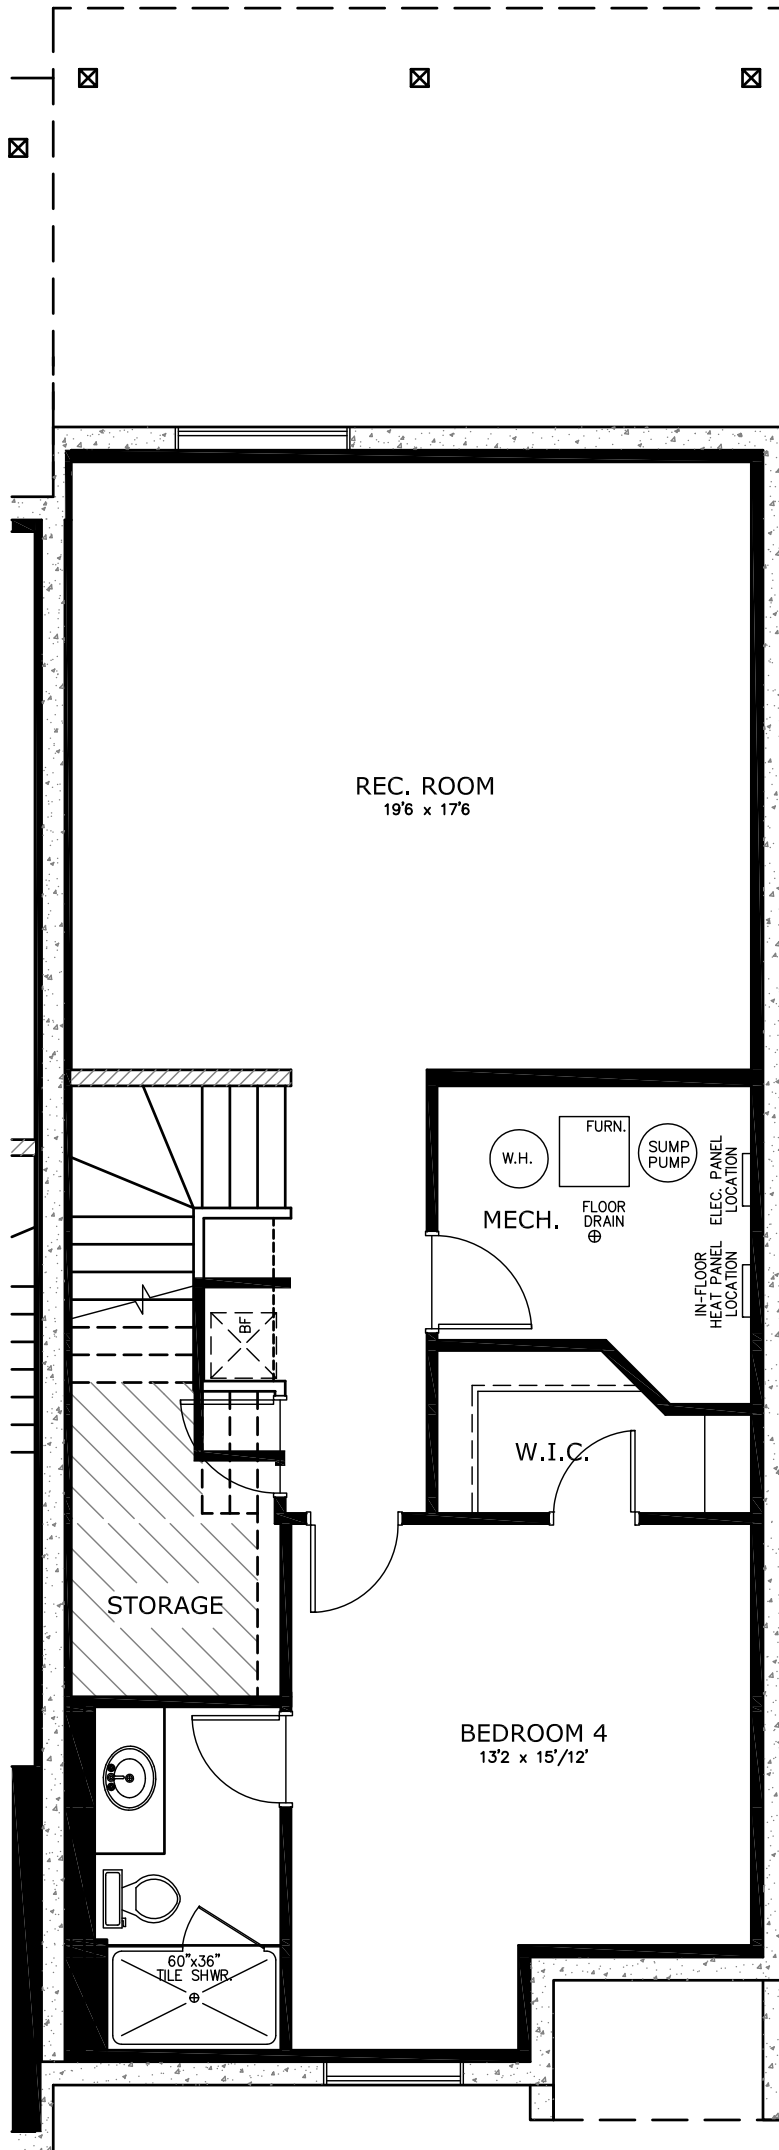 REC. ROOM
19'6 x 17'6
FURN.
W.H.
SUMP
PUMP
ELEC. PANEL
LOCATION
MECH.
FLOOR
DRAIN
IN-FLOOR
HEAT PANEL
LOCATION
BF
W.I.C.
STORAGE
BEDROOM 4
13'2 x 15'/12'
60"x36"
TILE SHWR.